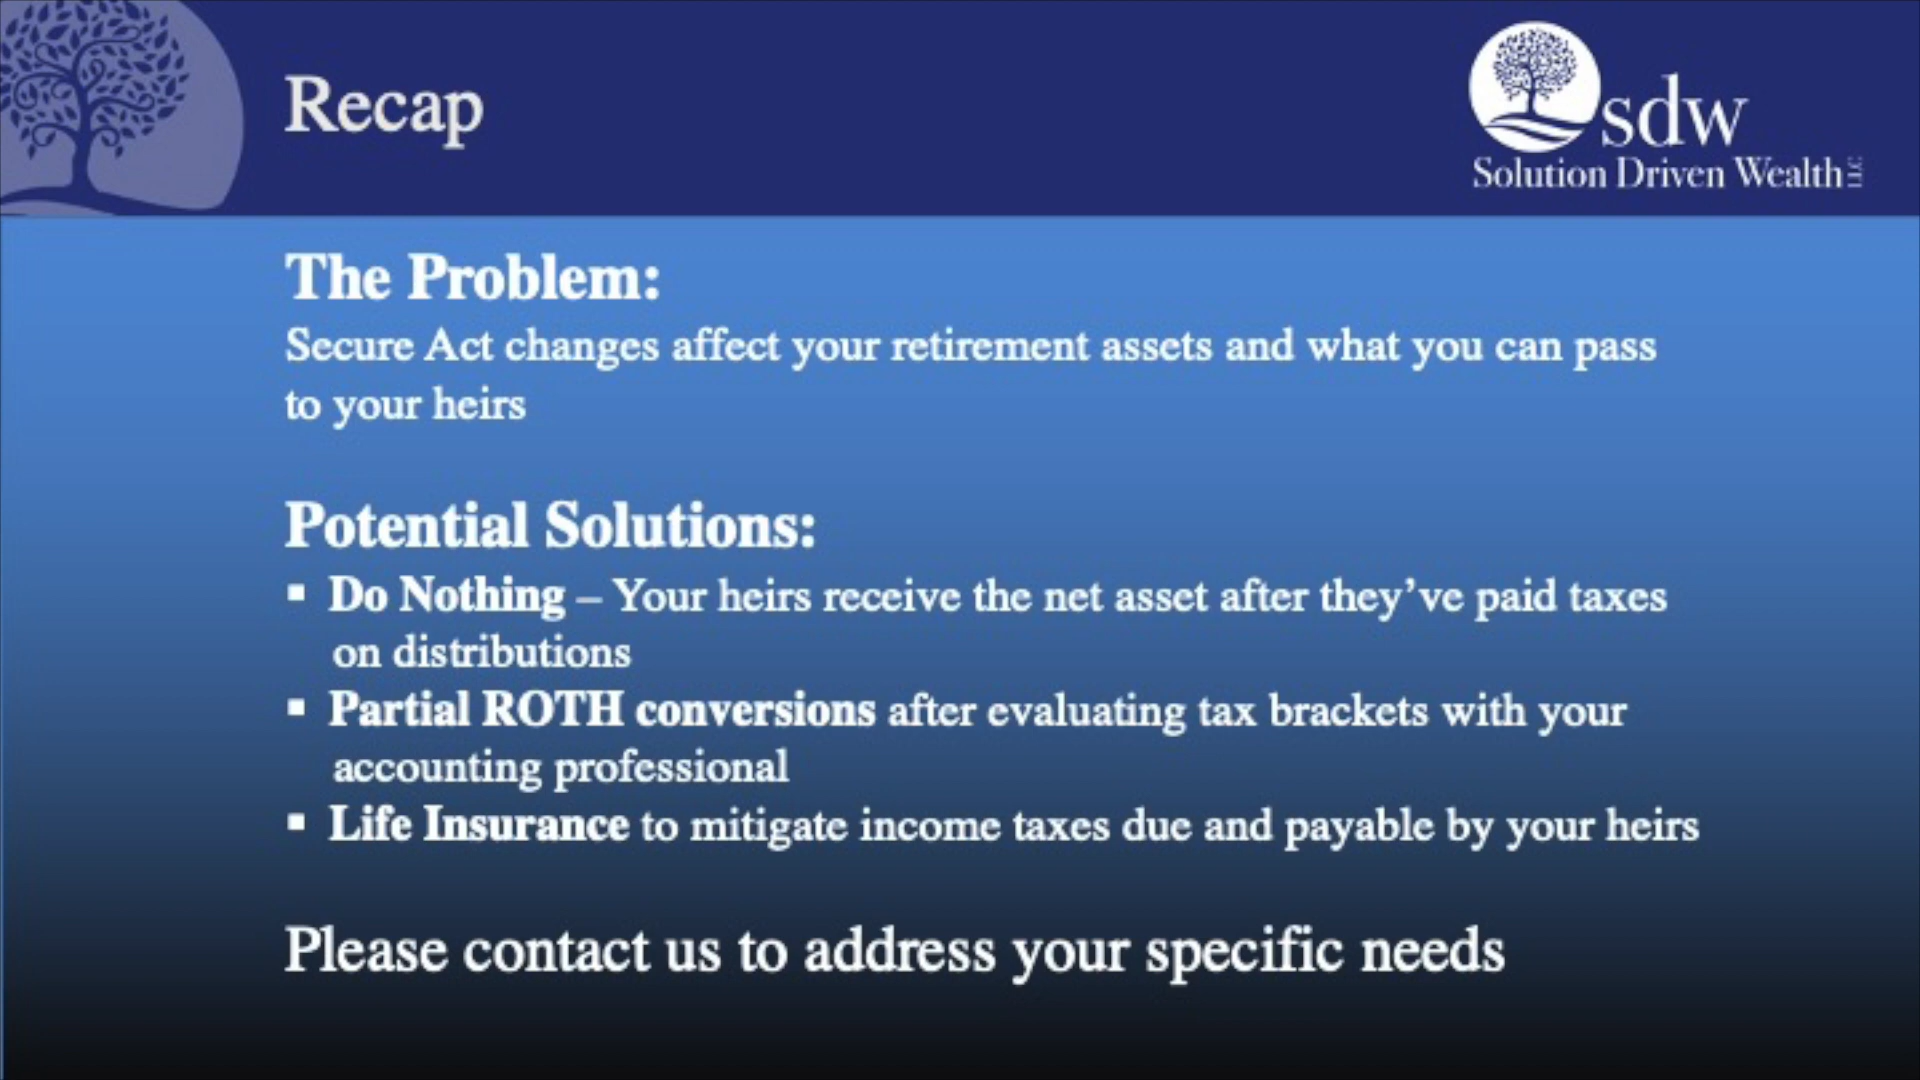 Recap
sdw
Solution Driven Wealth LLC
The Problem:
Secure Act changes affect your retirement assets and what you can pass
to your heirs
Potential Solutions:
▪ Do Nothing – Your heirs receive the net asset after they’ve paid taxes
on distributions
▪ Partial ROTH conversions after evaluating tax brackets with your
accounting professional
▪ Life Insurance to mitigate income taxes due and payable by your heirs
Please contact us to address your specific needs